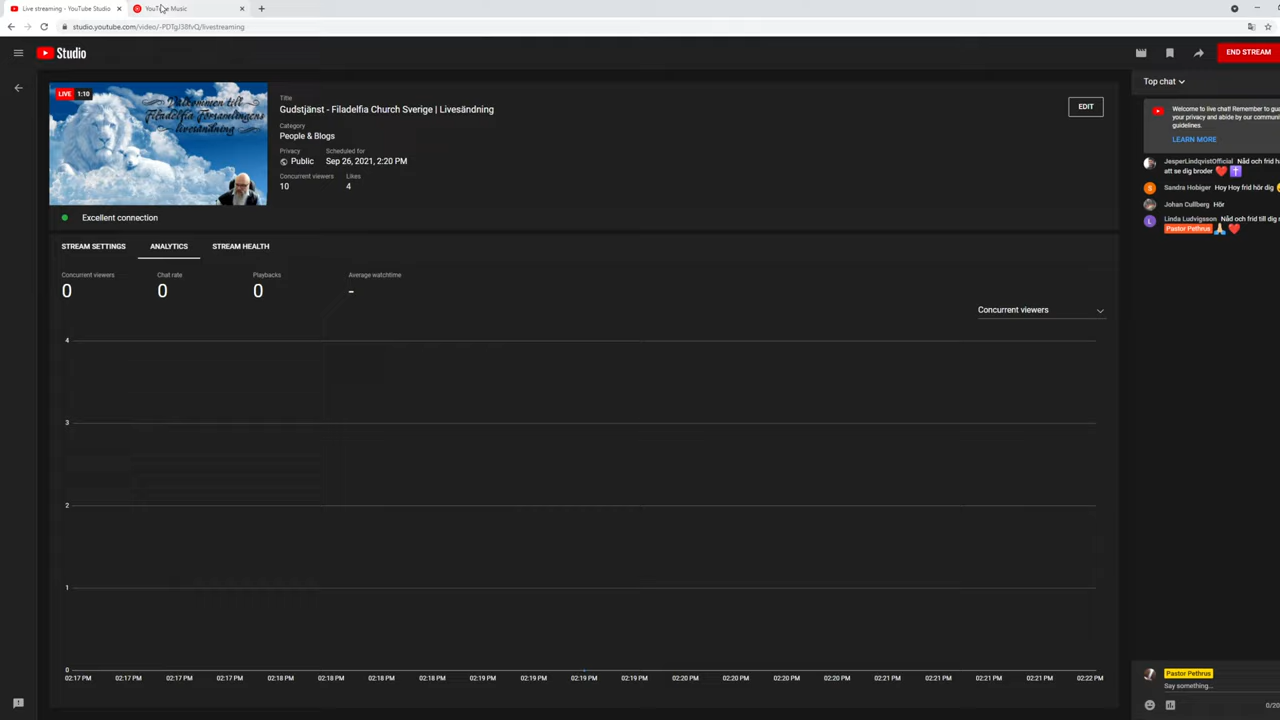 Live streaming - YouTube Studio
YouTube Music
studio.youtube.com/video/-PDTgJ38fvQ/livestreaming
Studio
END STREAM
LIVE 1:10
Välkommen till
Filadelfia Församlingens
livesändning
Title
Gudstjänst - Filadelfia Church Sverige | Livesändning
EDIT
Category
People & Blogs
Privacy Scheduled for
Public Sep 26, 2021, 2:20 PM
Concurrent viewers Likes
10 4
Excellent connection
STREAM SETTINGS ANALYTICS STREAM HEALTH
Concurrent viewers Chat rate Playbacks Average watchtime
0 0 0 -
Concurrent viewers
4
3
2
1
0
02:17 PM 02:17 PM 02:17 PM 02:17 PM 02:18 PM 02:18 PM 02:18 PM 02:18 PM 02:19 PM 02:19 PM 02:19 PM 02:19 PM 02:20 PM 02:20 PM 02:20 PM 02:20 PM 02:21 PM 02:21 PM 02:21 PM 02:21 PM 02:22 PM
Top chat
Welcome to live chat! Remember to gu
your privacy and abide by our commun
guidelines.
LEARN MORE
JesperLindqvistOfficial Nåd och frid h
att se dig broder ❤️ ✝️
Sandra Hobiger Hoy Hoy frid hör dig
Johan Cullberg Hör
Linda Ludvigsson Nåd och frid till dig
Pastor Pethrus 🙏 ❤️
Pastor Pethrus
Say something...
0/20